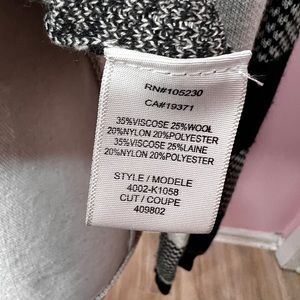 RN#105230
CA#19371
35%VISCOSE 25%WOOL
20%NYLON 20%POLYESTER
35%VISCOSE 25%LAINE
20%NYLON 20%POLYESTER
STYLE / MODELE
4002-K1058
CUT / COUPE
409802